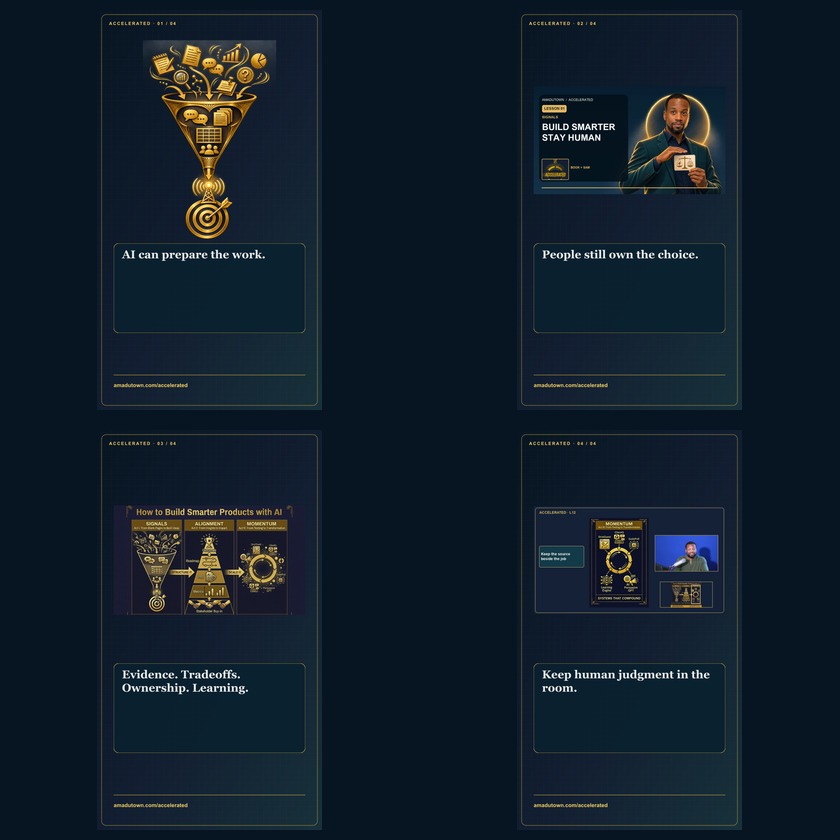 ACCELERATED · 01 / 04
AI can prepare the work.
amadutown.com/accelerated
ACCELERATED · 02 / 04
AMADUTOWN · ACCELERATED
LESSON 01
SIGNALS
BUILD SMARTER
STAY HUMAN
ACCELERATED
BOOK + SAM
People still own the choice.
amadutown.com/accelerated
ACCELERATED · 03 / 04
How to Build Smarter Products with AI
SIGNALS
ALIGNMENT
MOMENTUM
Stakeholder Buy-In
Evidence. Tradeoffs.
Ownership. Learning.
amadutown.com/accelerated
ACCELERATED · 04 / 04
ACCELERATED · L12
Keep the source
beside the job
MOMENTUM
SYSTEMS THAT COMPOUND
Keep human judgment in the
room.
amadutown.com/accelerated